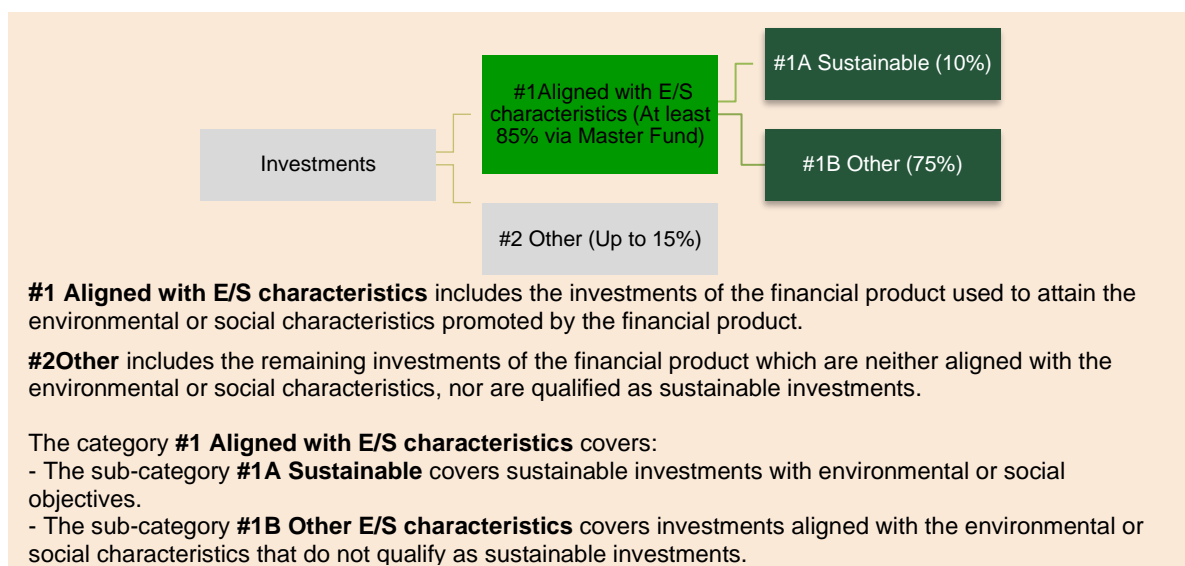 #1A Sustainable (10%)
#1Aligned with E/S
characteristics (At least
85% via Master Fund)
Investments
#1B Other (75%)
#2 Other (Up to 15%)
#1 Aligned with E/S characteristics includes the investments of the financial product used to attain the
environmental or social characteristics promoted by the financial product.
#2Other includes the remaining investments of the financial product which are neither aligned with the
environmental or social characteristics, nor are qualified as sustainable investments.
The category #1 Aligned with E/S characteristics covers:
- The sub-category #1A Sustainable covers sustainable investments with environmental or social
objectives.
- The sub-category #1B Other E/S characteristics covers investments aligned with the environmental or
social characteristics that do not qualify as sustainable investments.